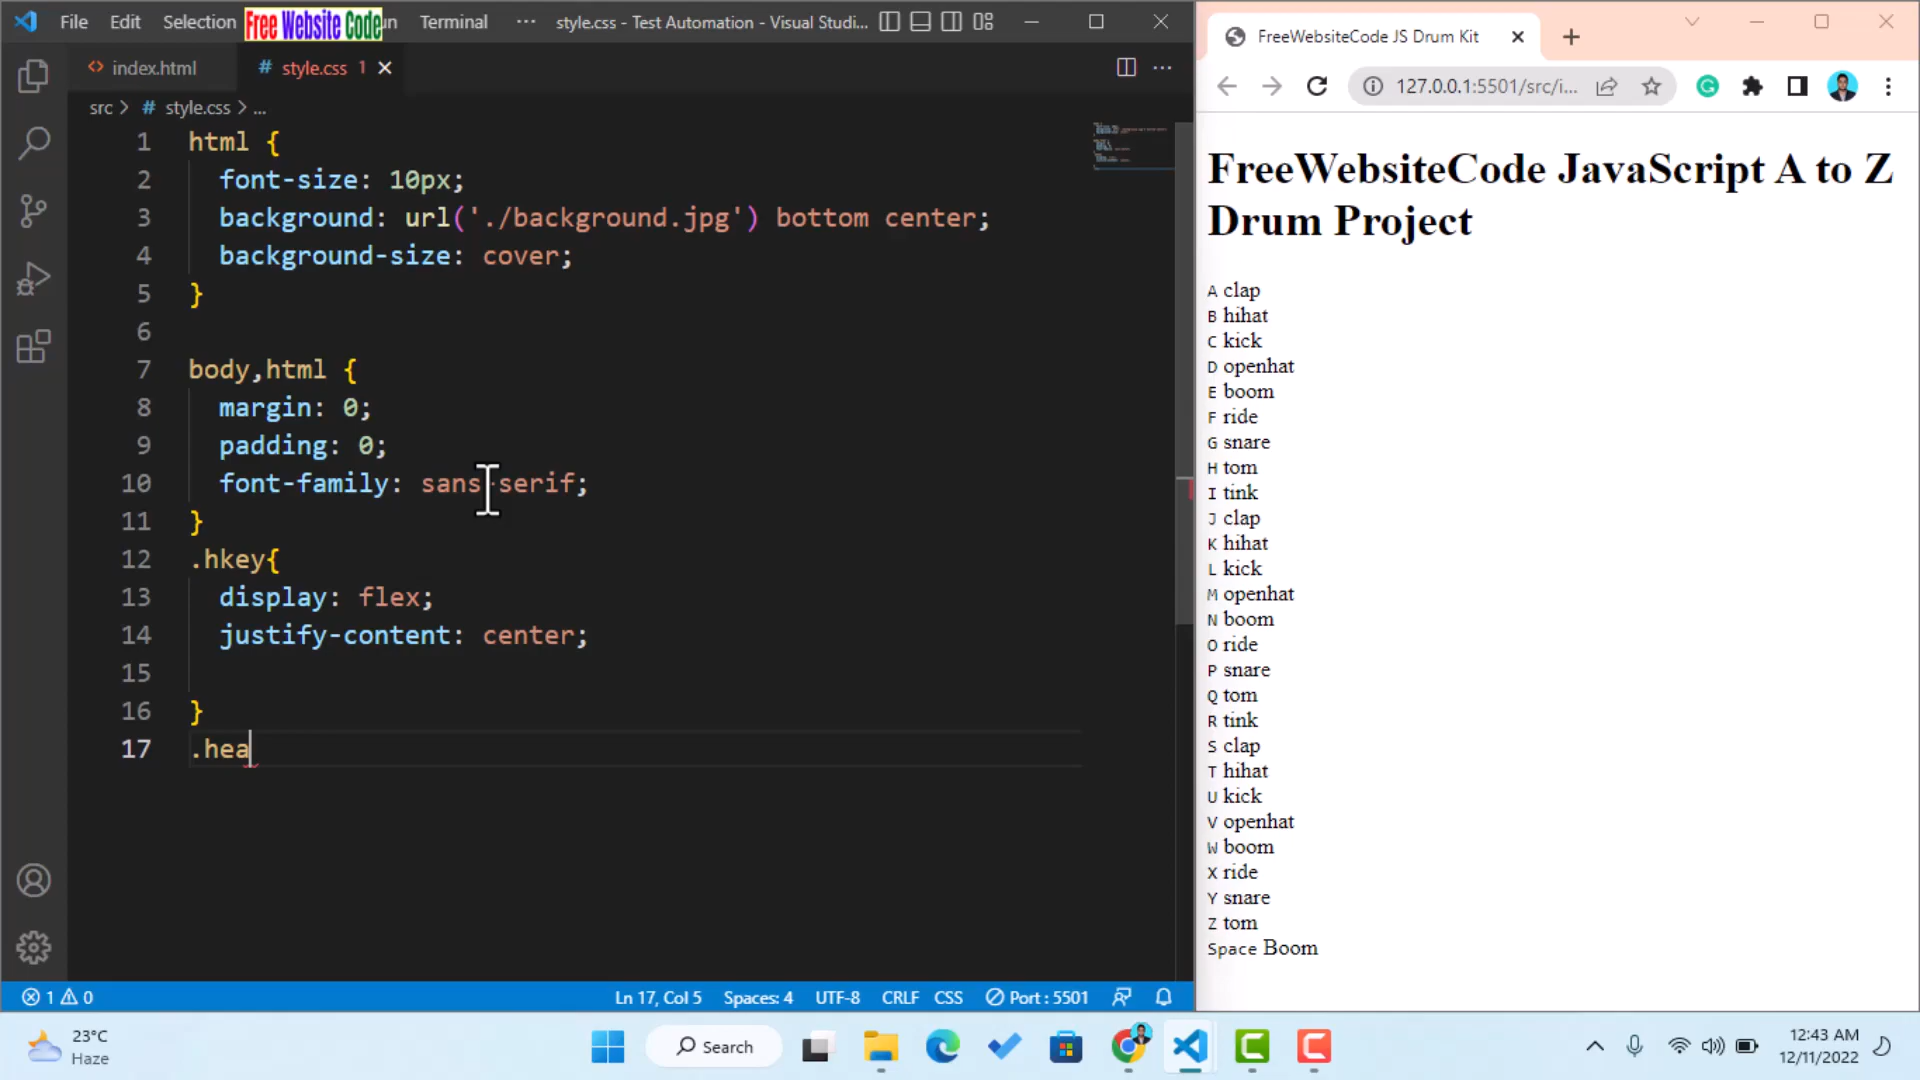 File Edit Selection Free Website Code Terminal ··· style.css - Test Automation - Visual Studi...
index.html # style.css 1
src > # style.css > ...
1 html {
2 font-size: 10px;
3 background: url('./background.jpg') bottom center;
4 background-size: cover;
5 }
6
7 body,html {
8 margin: 0;
9 padding: 0;
10 font-family: sans-serif;
11 }
12 .hkey{
13 display: flex;
14 justify-content: center;
15
16 }
17 .hea
1 0 Ln 17, Col 5 Spaces: 4 UTF-8 CRLF CSS Port : 5501
FreeWebsiteCode JS Drum Kit
127.0.0.1:5501/src/i...
FreeWebsiteCode JavaScript A to Z
Drum Project
A clap
B hihat
C kick
D openhat
E boom
F ride
G snare
H tom
I tink
J clap
K hihat
L kick
M openhat
N boom
O ride
P snare
Q tom
R tink
S clap
T hihat
U kick
V openhat
W boom
X ride
Y snare
Z tom
Space Boom
23°C
Haze
Search
12:43 AM
12/11/2022